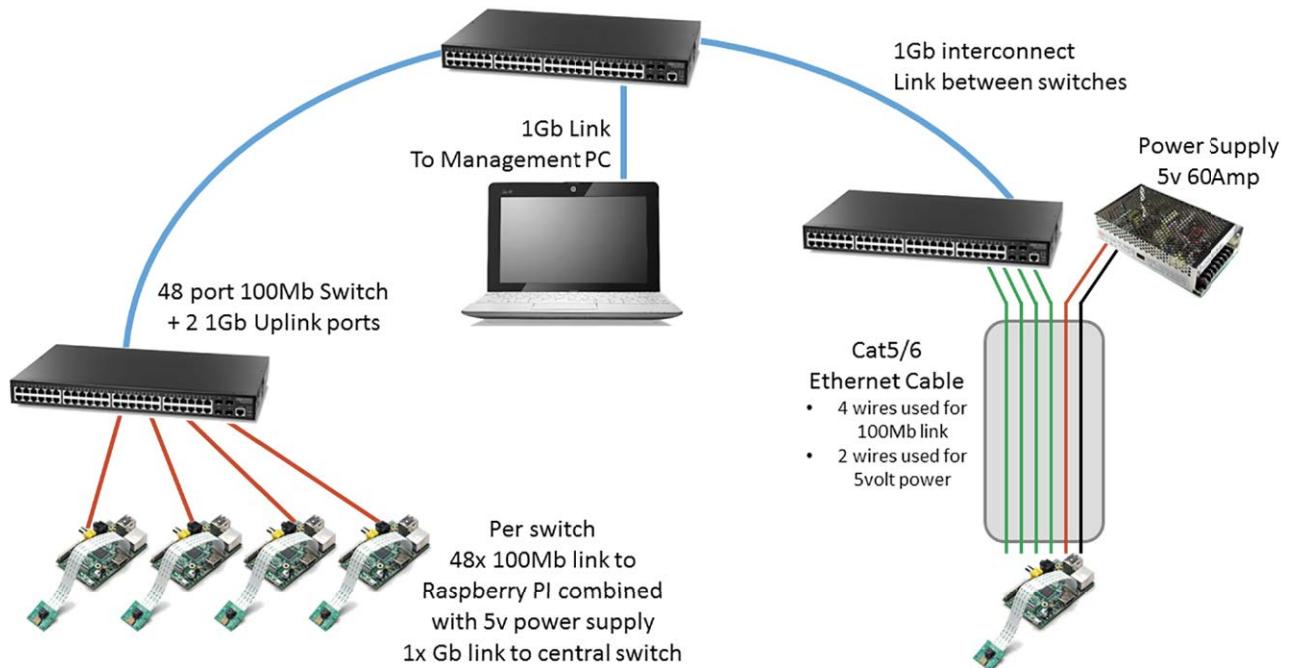 1Gb interconnect
Link between switches
1Gb Link
To Management PC
Power Supply
5v 60Amp
48 port 100Mb Switch
+ 2 1Gb Uplink ports
Cat5/6
Ethernet Cable
• 4 wires used for
100Mb link
• 2 wires used for
5volt power
Per switch
48x 100Mb link to
Raspberry PI combined
with 5v power supply
1x Gb link to central switch